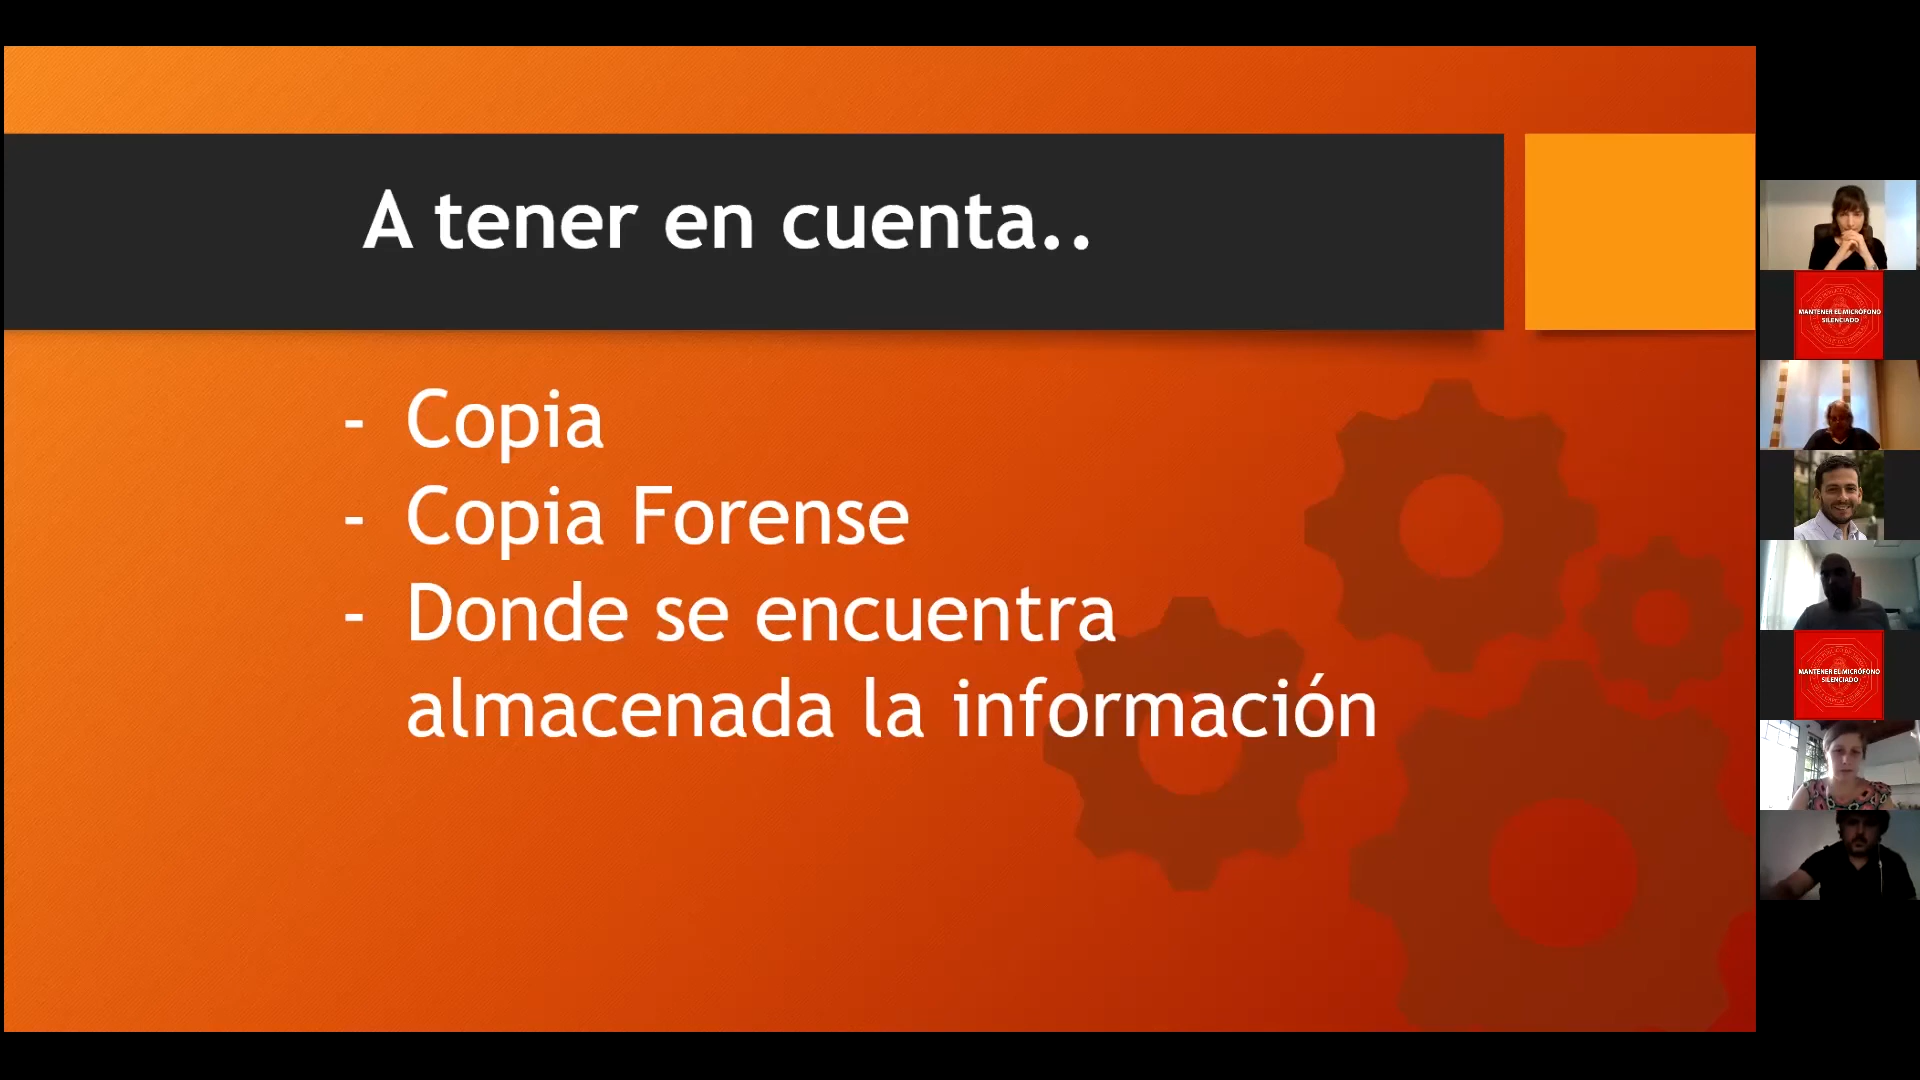 A tener en cuenta..
- Copia
- Copia Forense
- Donde se encuentra
almacenada la información
MANTENER EL MICRÓFONO
SILENCIADO
MANTENER EL MICRÓFONO
SILENCIADO